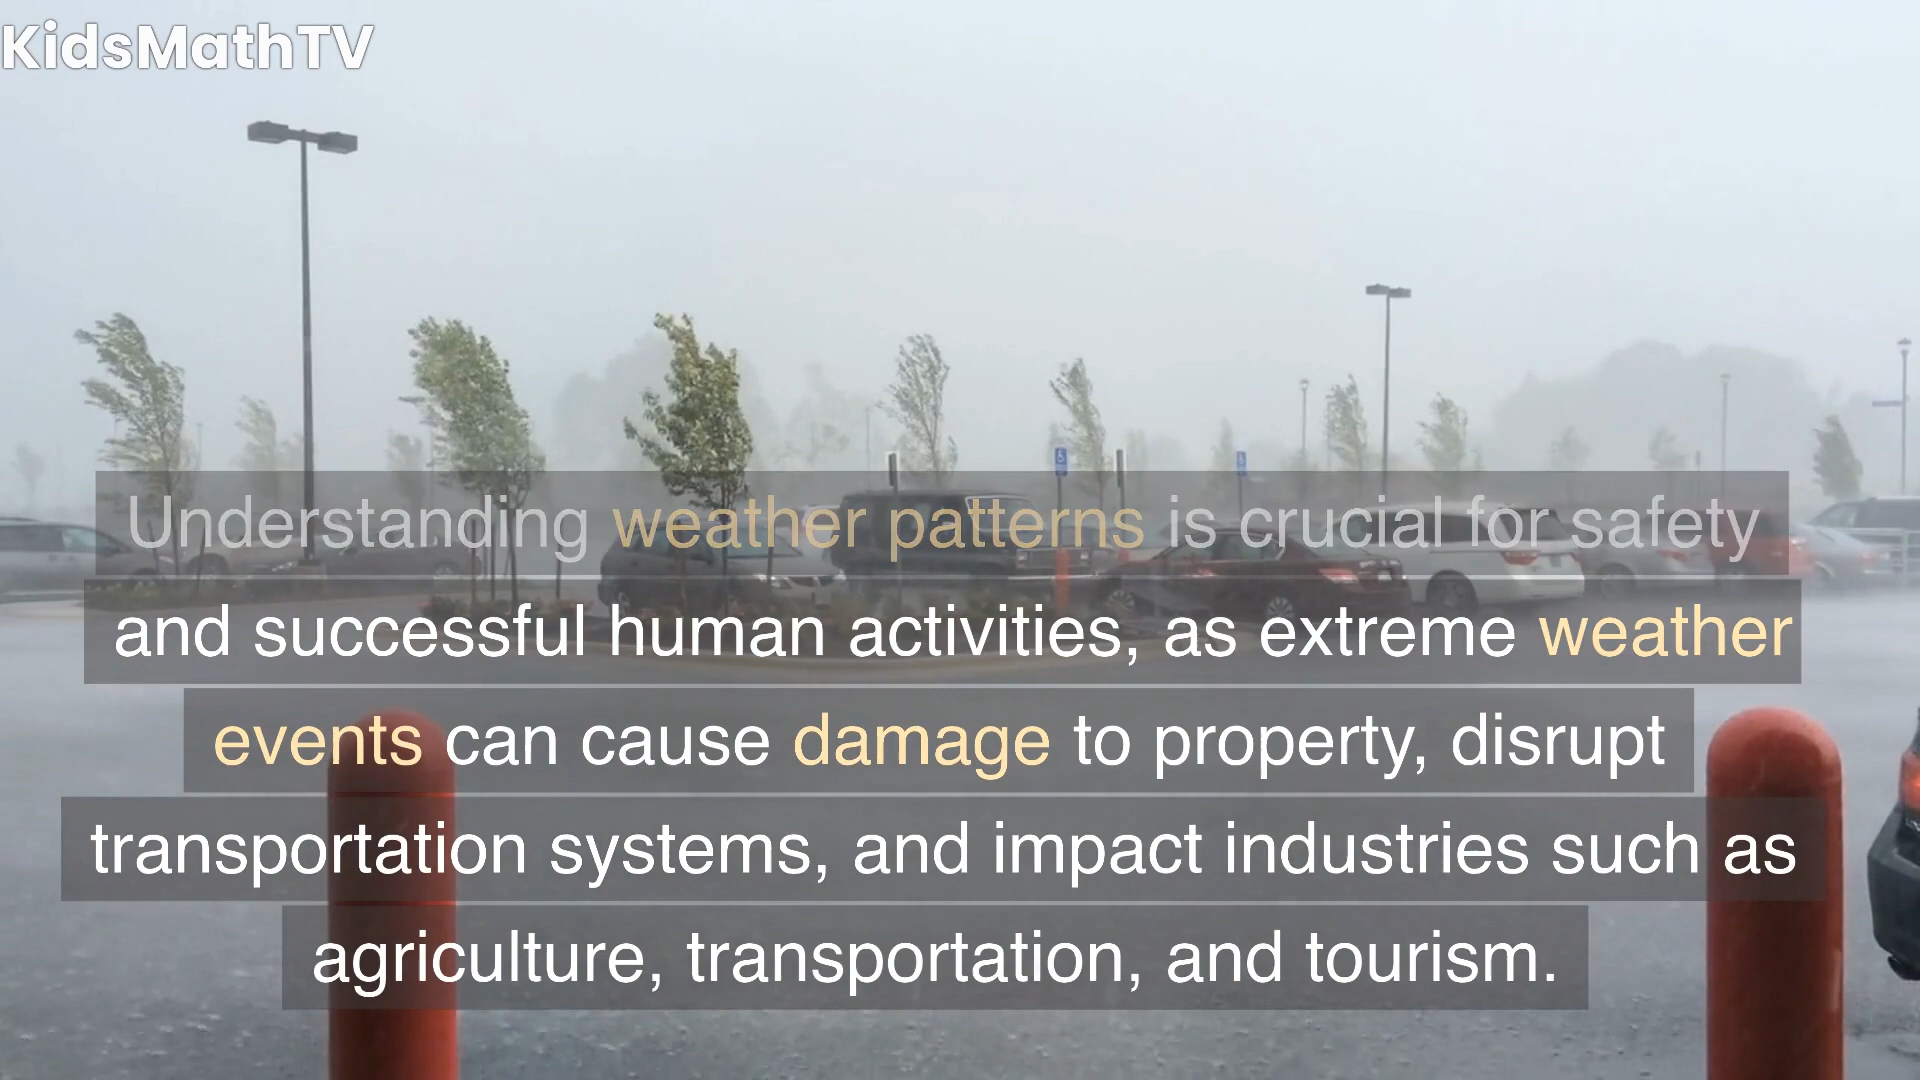 KidsMathTV
Understanding weather patterns is crucial for safety
and successful human activities, as extreme weather
events can cause damage to property, disrupt
transportation systems, and impact industries such as
agriculture, transportation, and tourism.